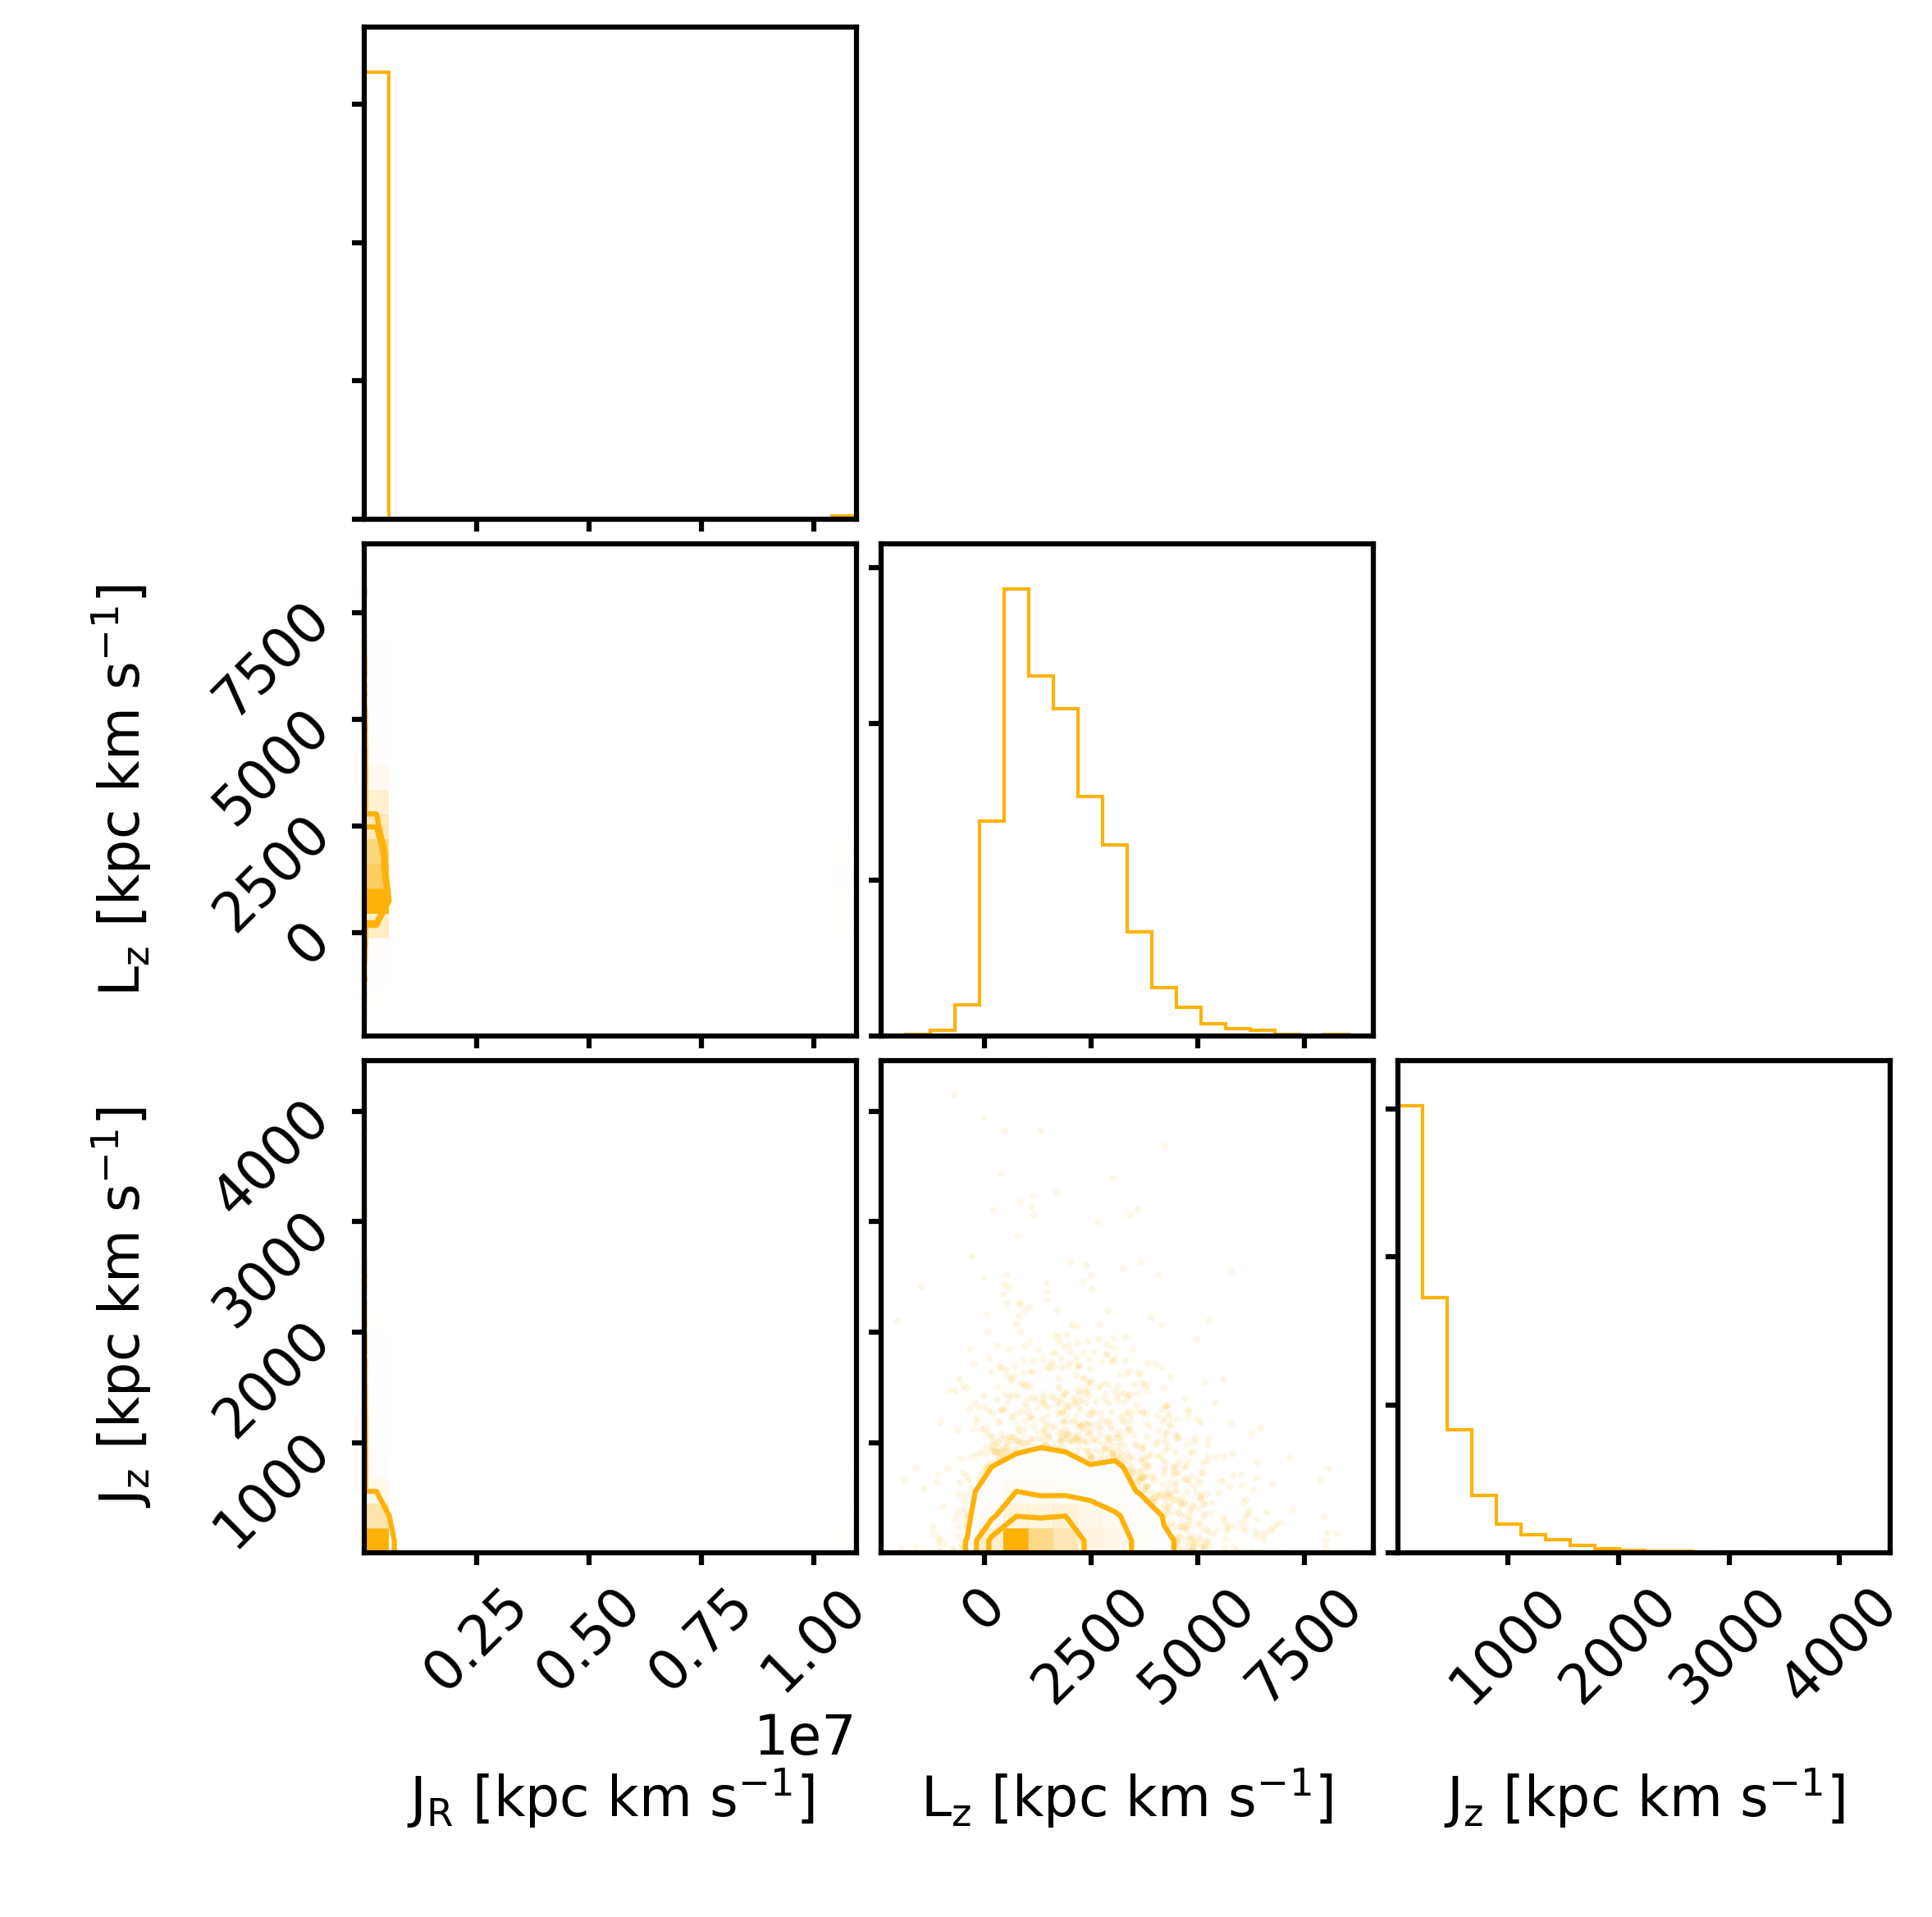 L_z [kpc km s⁻¹]
7500
5000
2500
0
J_z [kpc km s⁻¹]
4000
3000
2000
1000
0.25 0.50 0.75 1.00
1e7
J_R [kpc km s⁻¹]
0 2500 5000 7500
L_z [kpc km s⁻¹]
1000 2000 3000 4000
J_z [kpc km s⁻¹]